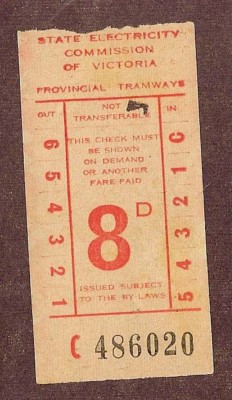 STATE ELECTRICITY
COMMISSION
OF VICTORIA
PROVINCIAL TRAMWAYS
OUT
6
5
4
3
2
1
NOT
TRANSFERABLE
THIS CHECK MUST
BE SHOWN
ON DEMAND
OR ANOTHER
FARE PAID
8D
ISSUED SUBJECT
TO THE BY-LAWS
IN
C
1
2
3
4
5
C 486020